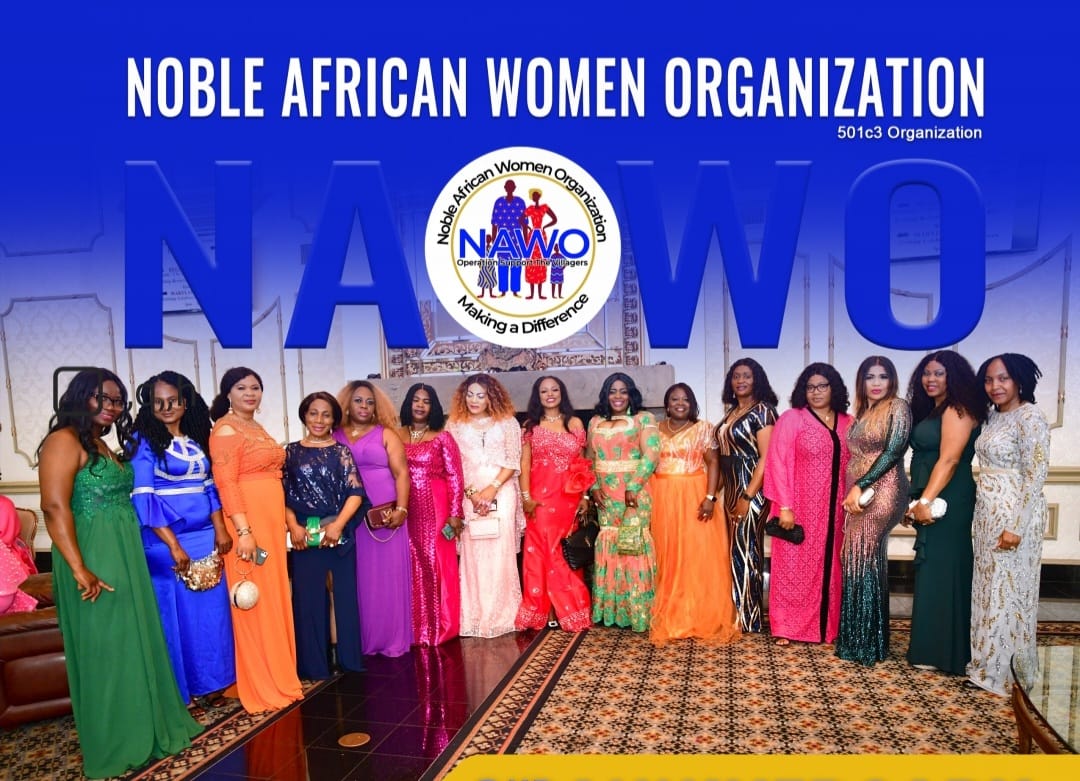 NOBLE AFRICAN WOMEN ORGANIZATION
501c3 Organization
NAWO
Noble African Women Organization
NAWO
Operation Support The Villagers
Making a Difference